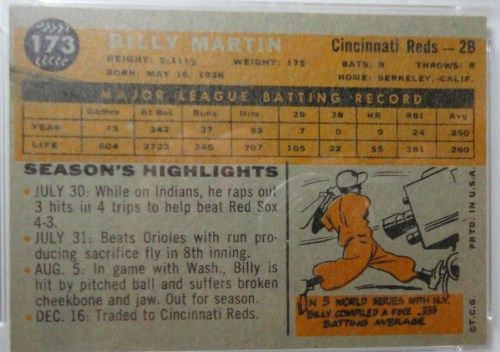 173
BILLY MARTIN
Cincinnati Reds — 2B
HEIGHT: 5:11½ WEIGHT: 175 BATS: R THROWS: R
BORN: MAY 16, 1928 HOME: BERKELEY, CALIF.
MAJOR LEAGUE BATTING RECORD
Games At Bat Runs Hits 2B 3B HR RBI Avg
YEAR 73 242 37 63 7 0 9 24 .260
LIFE 804 2722 346 707 105 22 55 281 .260
SEASON'S HIGHLIGHTS
• JULY 30: While on Indians, he raps out
3 hits in 4 trips to help beat Red Sox
4-3.
• JULY 31: Beats Orioles with run pro-
ducing sacrifice fly in 8th inning.
• AUG. 5: In game with Wash., Billy is
hit by pitched ball and suffers broken
cheekbone and jaw. Out for season.
• DEC. 16: Traded to Cincinnati Reds.
IN 5 WORLD SERIES WITH N.Y.
BILLY COMPILED A FINE .333
BATTING AVERAGE
©T.C.G. PRTD. IN U.S.A.